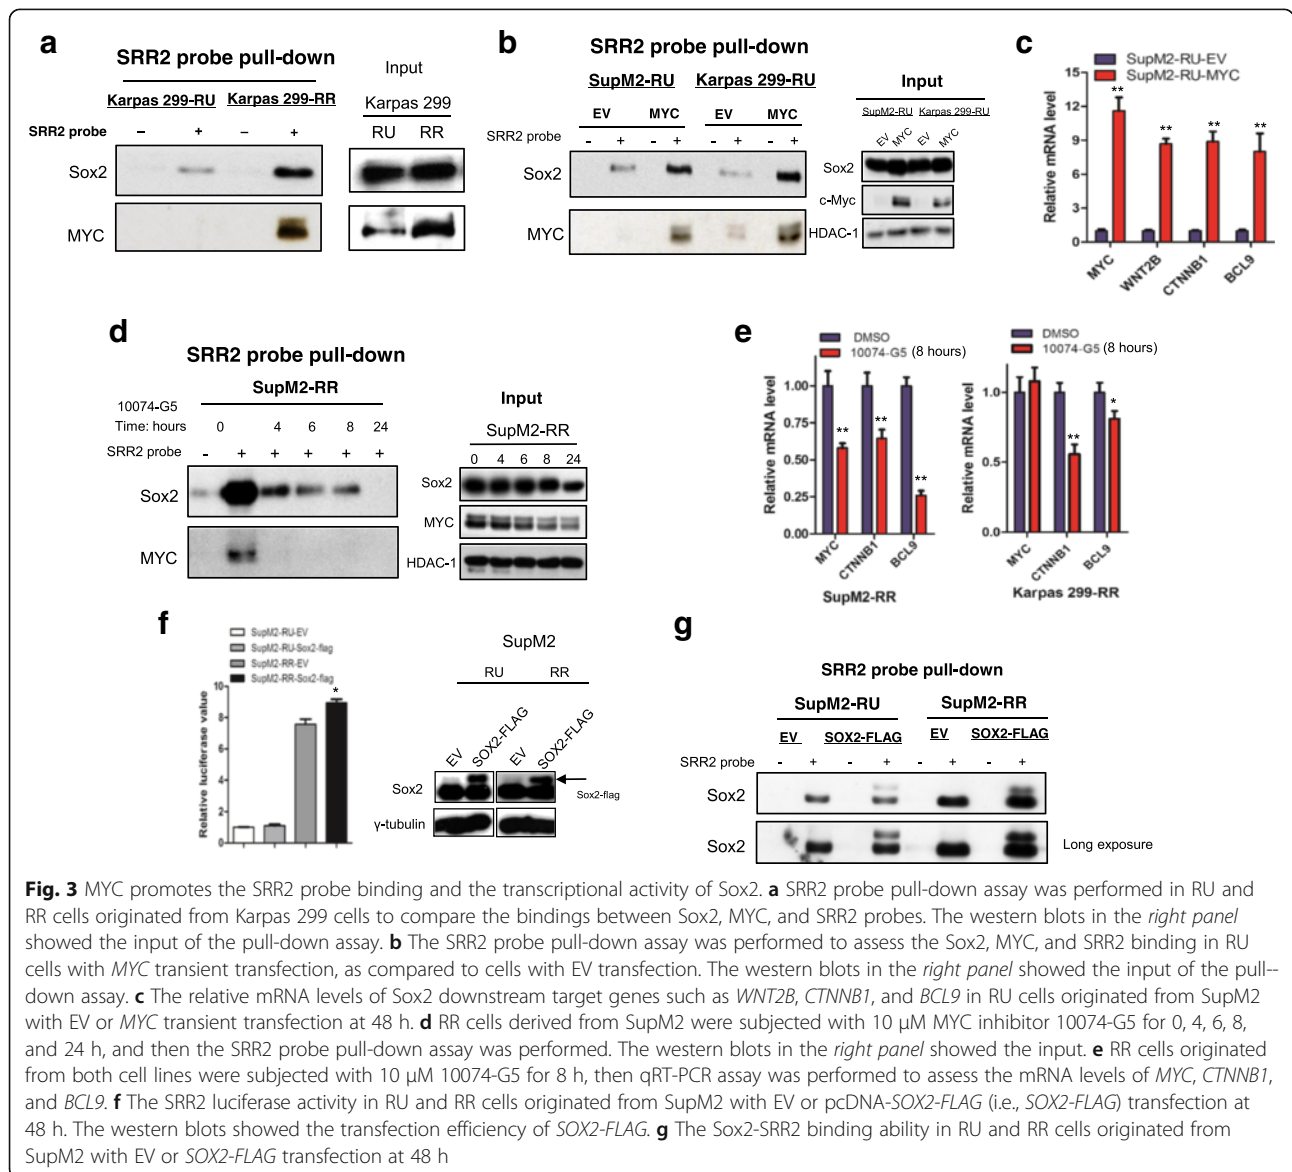 a
SRR2 probe pull-down
Karpas 299-RU Karpas 299-RR
SRR2 probe – + – +
Sox2
MYC
Input
Karpas 299
RU RR
b
SRR2 probe pull-down
SupM2-RU Karpas 299-RU
EV MYC EV MYC
SRR2 probe - + - + - + - +
Sox2
MYC
Input
SupM2-RU Karpas 299-RU
EV MYC EV MYC
Sox2
c-Myc
HDAC-1
c
SupM2-RU-EV
SupM2-RU-MYC
Relative mRNA level
15
12
9
6
3
0
** ** ** **
MYC WNT2B CTNNB1 BCL9
d
SRR2 probe pull-down
SupM2-RR
10074-G5
Time: hours 0 4 6 8 24
SRR2 probe - + + + + +
Sox2
MYC
Input
SupM2-RR
0 4 6 8 24
Sox2
MYC
HDAC-1
e
DMSO
10074-G5 (8 hours)
Relative mRNA level
1.00
0.75
0.50
0.25
0.00
** ** **
MYC CTNNB1 BCL9
SupM2-RR
DMSO
10074-G5 (8 hours)
Relative mRNA level
1.0
0.5
0.0
** *
MYC CTNNB1 BCL9
Karpas 299-RR
f
SupM2-RU-EV
SupM2-RU-Sox2-flag
SupM2-RR-EV
SupM2-RR-Sox2-flag
Relative luciferase value
10
8
6
4
2
0
*
SupM2
RU RR
EV SOX2-FLAG EV SOX2-FLAG
Sox2
Sox2-flag
γ-tubulin
g
SRR2 probe pull-down
SupM2-RU SupM2-RR
EV SOX2-FLAG EV SOX2-FLAG
SRR2 probe - + - + - + - +
Sox2
Sox2 Long exposure
Fig. 3 MYC promotes the SRR2 probe binding and the transcriptional activity of Sox2. a SRR2 probe pull-down assay was performed in RU and
RR cells originated from Karpas 299 cells to compare the bindings between Sox2, MYC, and SRR2 probes. The western blots in the right panel
showed the input of the pull-down assay. b The SRR2 probe pull-down assay was performed to assess the Sox2, MYC, and SRR2 binding in RU
cells with MYC transient transfection, as compared to cells with EV transfection. The western blots in the right panel showed the input of the pull--
down assay. c The relative mRNA levels of Sox2 downstream target genes such as WNT2B, CTNNB1, and BCL9 in RU cells originated from SupM2
with EV or MYC transient transfection at 48 h. d RR cells derived from SupM2 were subjected with 10 μM MYC inhibitor 10074-G5 for 0, 4, 6, 8,
and 24 h, and then the SRR2 probe pull-down assay was performed. The western blots in the right panel showed the input. e RR cells originated
from both cell lines were subjected with 10 μM 10074-G5 for 8 h, then qRT-PCR assay was performed to assess the mRNA levels of MYC, CTNNB1,
and BCL9. f The SRR2 luciferase activity in RU and RR cells originated from SupM2 with EV or pcDNA-SOX2-FLAG (i.e., SOX2-FLAG) transfection at
48 h. The western blots showed the transfection efficiency of SOX2-FLAG. g The Sox2-SRR2 binding ability in RU and RR cells originated from
SupM2 with EV or SOX2-FLAG transfection at 48 h